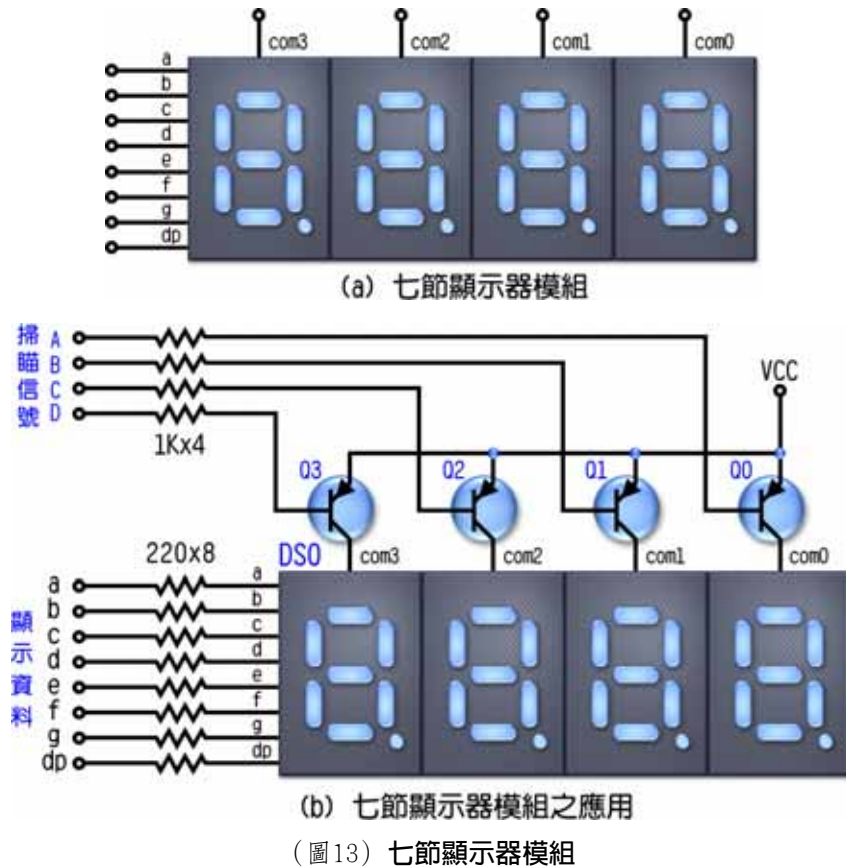 com3 com2 com1 com0
a
b
c
d
e
f
g
dp
(a) 七節顯示器模組
掃瞄信號
A
B
C
D
1Kx4
VCC
Q3 Q2 Q1 Q0
220x8
DS0 com3 com2 com1 com0
顯示資料
a a
b b
c c
d d
e e
f f
g g
dp dp
(b) 七節顯示器模組之應用
(圖13) 七節顯示器模組